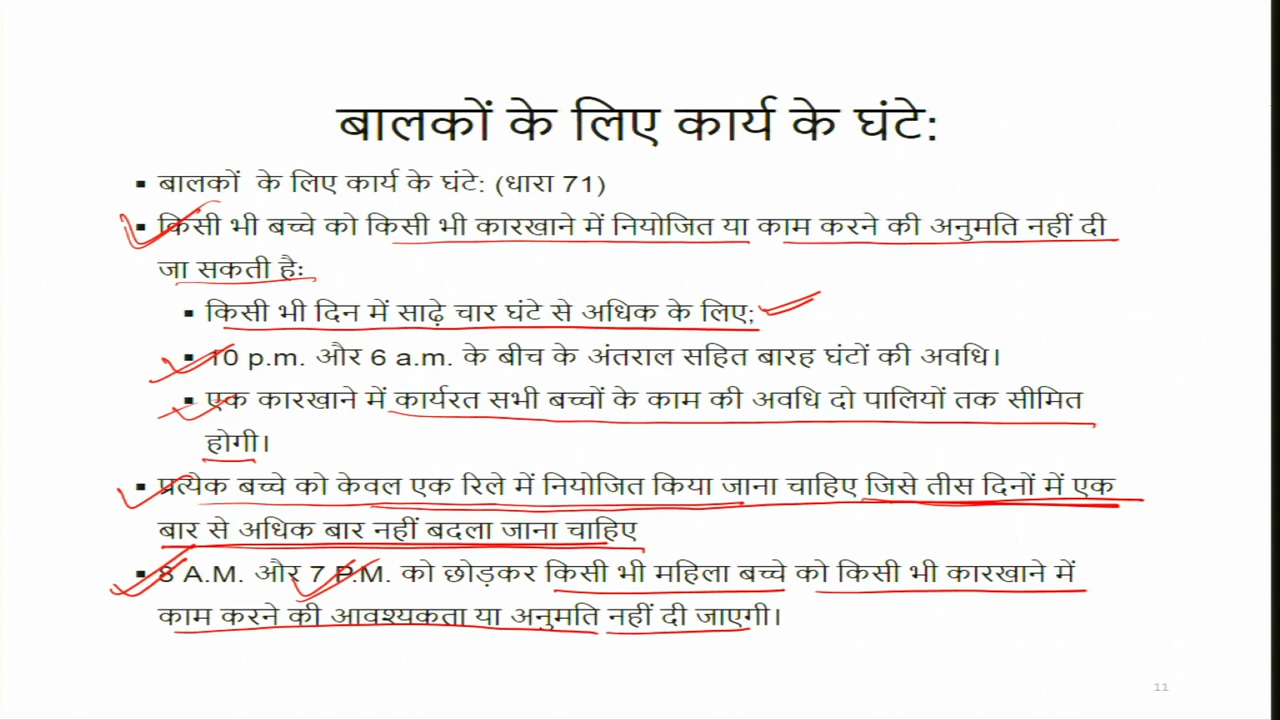 बालकों के लिए कार्य के घंटे:
▪ बालकों के लिए कार्य के घंटे: (धारा 71)
▪ किसी भी बच्चे को किसी भी कारखाने में नियोजित या काम करने की अनुमति नहीं दी
जा सकती हैः
▪ किसी भी दिन में साढ़े चार घंटे से अधिक के लिए;
▪ 10 p.m. और 6 a.m. के बीच के अंतराल सहित बारह घंटों की अवधि।
▪ एक कारखाने में कार्यरत सभी बच्चों के काम की अवधि दो पालियों तक सीमित
होगी।
▪ प्रत्येक बच्चे को केवल एक रिले में नियोजित किया जाना चाहिए जिसे तीस दिनों में एक
बार से अधिक बार नहीं बदला जाना चाहिए
▪ 8 A.M. और 7 P.M. को छोड़कर किसी भी महिला बच्चे को किसी भी कारखाने में
काम करने की आवश्यकता या अनुमति नहीं दी जाएगी।
11